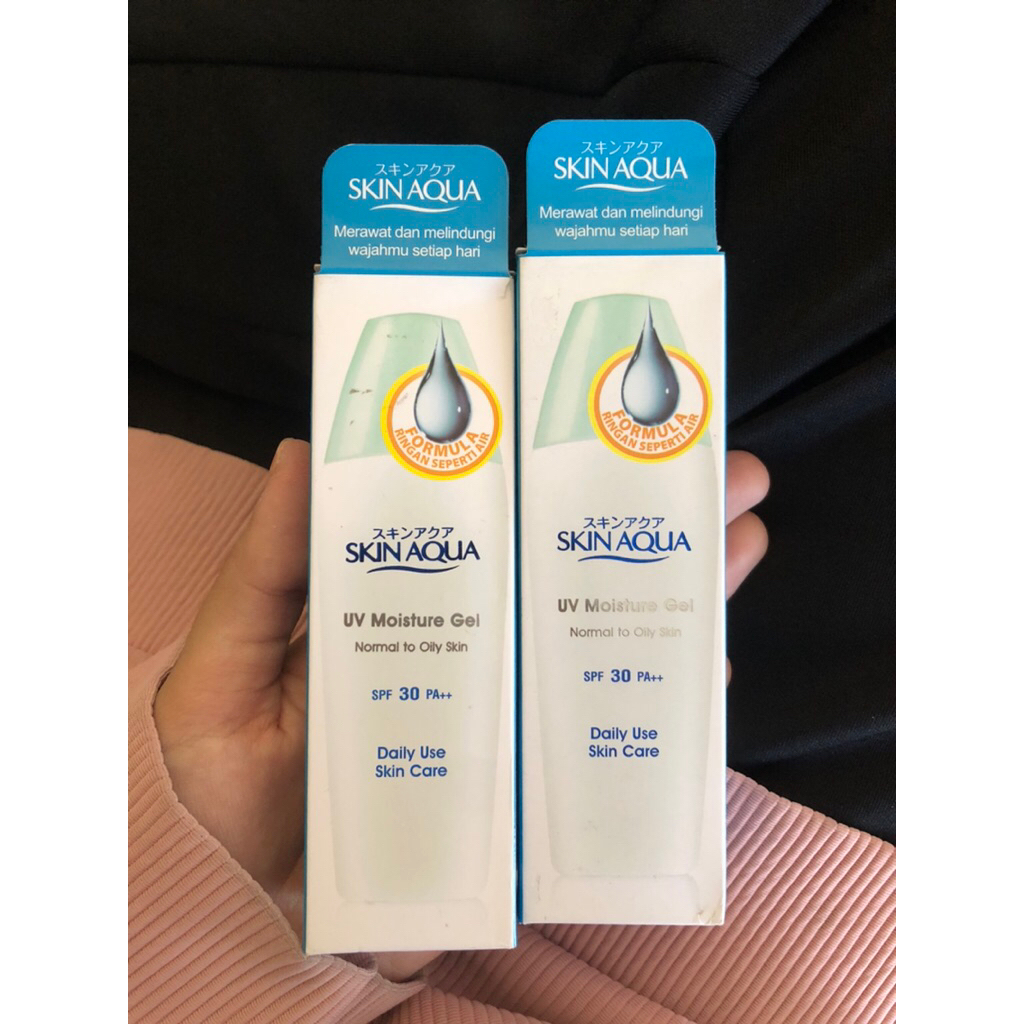 スキンアクア
SKIN AQUA
Merawat dan melindungi
wajahmu setiap hari
FORMULA
RINGAN SEPERTI AIR
スキンアクア
SKIN AQUA
UV Moisture Gel
Normal to Oily Skin
SPF 30 PA++
Daily Use
Skin Care
スキンアクア
SKIN AQUA
Merawat dan melindungi
wajahmu setiap hari
FORMULA
RINGAN SEPERTI AIR
スキンアクア
SKIN AQUA
UV Moisture Gel
Normal to Oily Skin
SPF 30 PA++
Daily Use
Skin Care